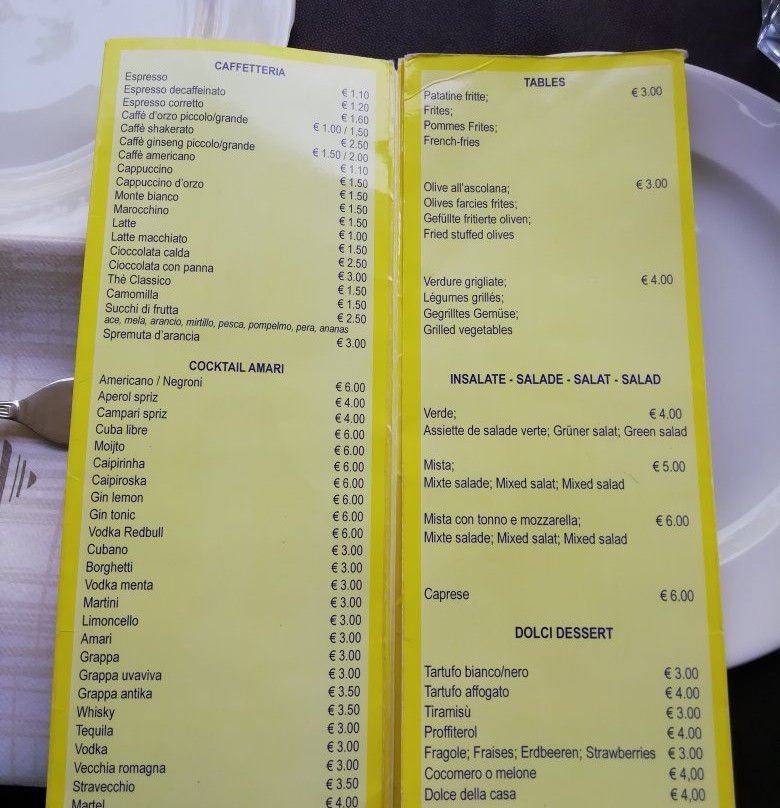 CAFFETTERIA
Espresso € 1.10
Espresso decaffeinato € 1.20
Espresso corretto € 1.60
Caffè d'orzo piccolo/grande € 1.00 / 1.50
Caffè shakerato € 2.50
Caffè ginseng piccolo/grande € 1.50 / 2.00
Caffè americano € 1.10
Cappuccino € 1.50
Cappuccino d'orzo € 1.50
Monte bianco € 1.50
Marocchino € 1.50
Latte € 1.00
Latte macchiato € 1.50
Cioccolata calda € 2.50
Cioccolata con panna € 3.00
Thè Classico € 1.50
Camomilla € 1.50
Succhi di frutta € 2.50
ace, mela, arancio, mirtillo, pesca, pompelmo, pera, ananas
Spremuta d'arancia € 3.00
COCKTAIL AMARI
Americano / Negroni € 6.00
Aperol spriz € 4.00
Campari spriz € 4.00
Cuba libre € 6.00
Moijto € 6.00
Caipirinha € 6.00
Caipiroska € 6.00
Gin lemon € 6.00
Gin tonic € 6.00
Vodka Redbull € 6.00
Cubano € 3.00
Borghetti € 3.00
Vodka menta € 3.00
Martini € 3.00
Limoncello € 3.00
Amari € 3.00
Grappa € 3.00
Grappa uvaviva € 3.00
Grappa antika € 3.50
Whisky € 3.50
Tequila € 3.00
Vodka € 3.00
Vecchia romagna € 3.00
Stravecchio € 3.50
Martel € 4.00
TABLES
Patatine fritte; € 3.00
Frites;
Pommes Frites;
French-fries
Olive all'ascolana; € 3.00
Olives farcies frites;
Gefüllte fritierte oliven;
Fried stuffed olives
Verdure grigliate; € 4.00
Légumes grillés;
Gegrilltes Gemüse;
Grilled vegetables
INSALATE - SALADE - SALAT - SALAD
Verde; € 4.00
Assiette de salade verte; Grüner salat; Green salad
Mista; € 5.00
Mixte salade; Mixed salat; Mixed salad
Mista con tonno e mozzarella; € 6.00
Mixte salade; Mixed salat; Mixed salad
Caprese € 6.00
DOLCI DESSERT
Tartufo bianco/nero € 3.00
Tartufo affogato € 4.00
Tiramisù € 3.00
Proffiterol € 4.00
Fragole; Fraises; Erdbeeren; Strawberries € 3.00
Cocomero o melone € 4,00
Dolce della casa € 4,00